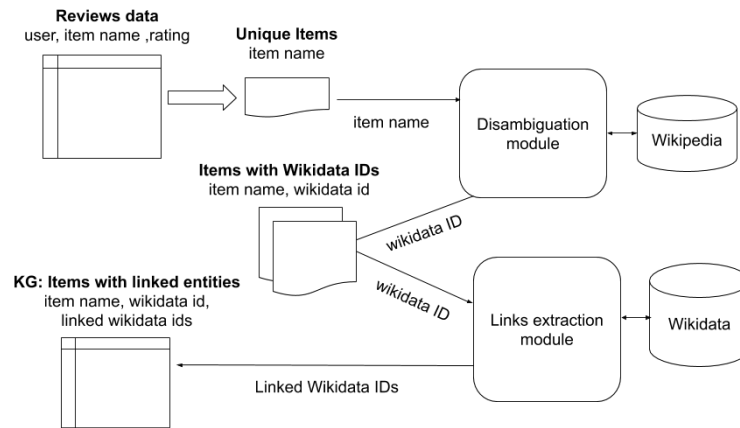 Reviews data
user, item name ,rating
Unique Items
item name
item name
Disambiguation
module
Wikipedia
Items with Wikidata IDs
item name, wikidata id
wikidata ID
wikidata ID
KG: Items with linked entities
item name, wikidata id,
linked wikidata ids
Links extraction
module
Wikidata
Linked Wikidata IDs